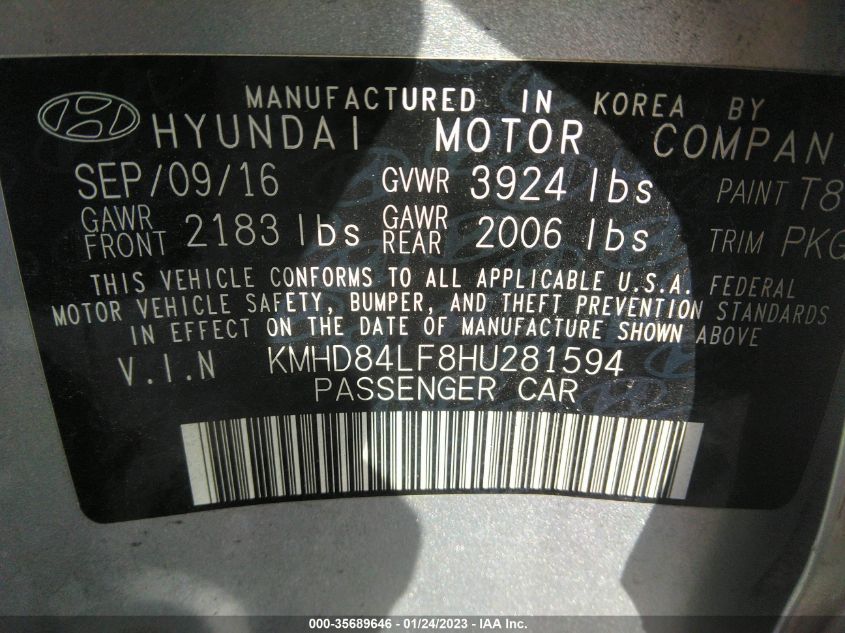 MANUFACTURED IN KOREA BY
HYUNDAI MOTOR COMPAN
SEP/09/16 GVWR 3924 lbs PAINT T8
GAWR FRONT 2183 lbs GAWR REAR 2006 lbs TRIM PKG
THIS VEHICLE CONFORMS TO ALL APPLICABLE U.S.A. FEDERAL
MOTOR VEHICLE SAFETY, BUMPER, AND THEFT PREVENTION STANDARDS
IN EFFECT ON THE DATE OF MANUFACTURE SHOWN ABOVE
V.I.N KMHD84LF8HU281594
PASSENGER CAR
000-35689646 - 01/24/2023 - IAA Inc.